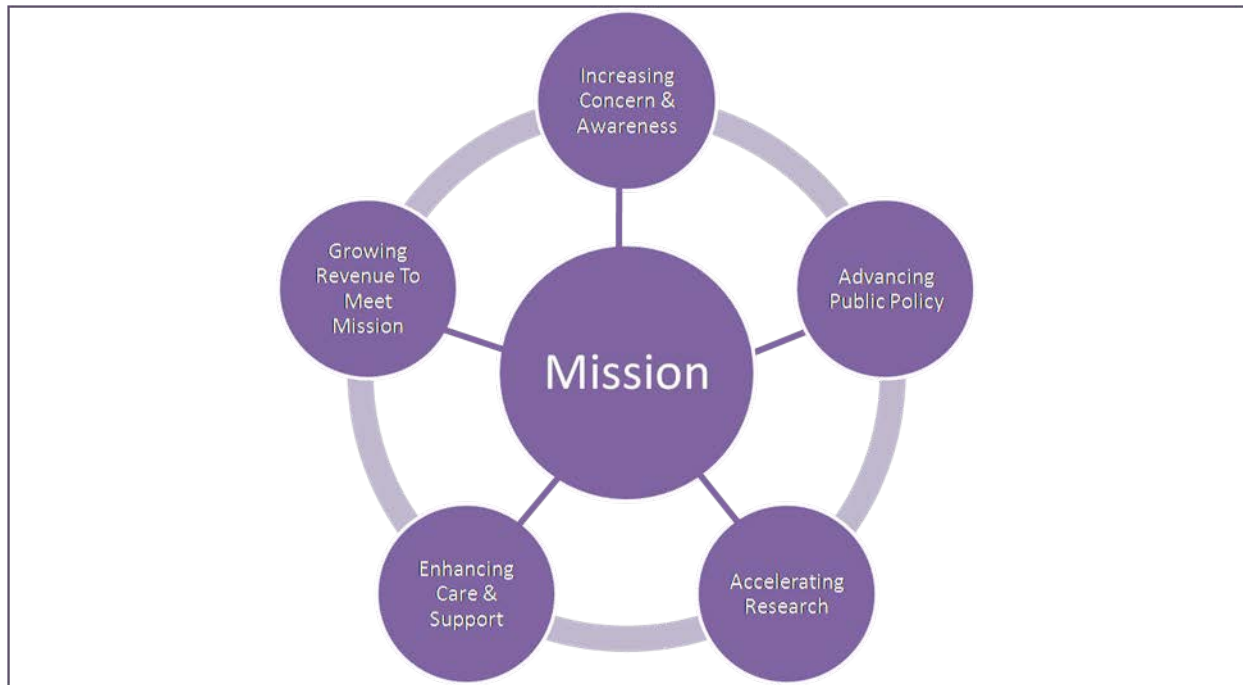 Increasing
Concern &
Awareness
Growing
Revenue To
Meet
Mission
Advancing
Public Policy
Mission
Enhancing
Care &
Support
Accelerating
Research